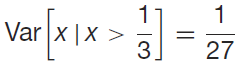 Var[x | x > 1/3] = 1/27